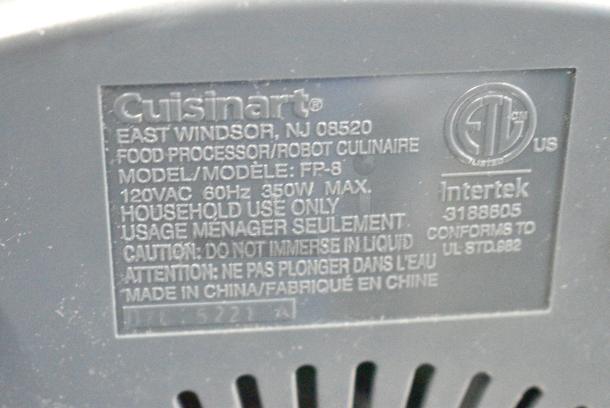 Cuisinart®
EAST WINDSOR, NJ 08520
FOOD PROCESSOR/ROBOT CULINAIRE
MODEL/MODÈLE: FP-8
120VAC 60Hz 350W MAX.
HOUSEHOLD USE ONLY
USAGE MÉNAGER SEULEMENT
CAUTION: DO NOT IMMERSE IN LIQUID
ATTENTION: NE PAS PLONGER DANS L'EAU
MADE IN CHINA/FABRIQUÉ EN CHINE
ETL CM
LISTED
US
Intertek
3188605
CONFORMS TO
UL STD.982